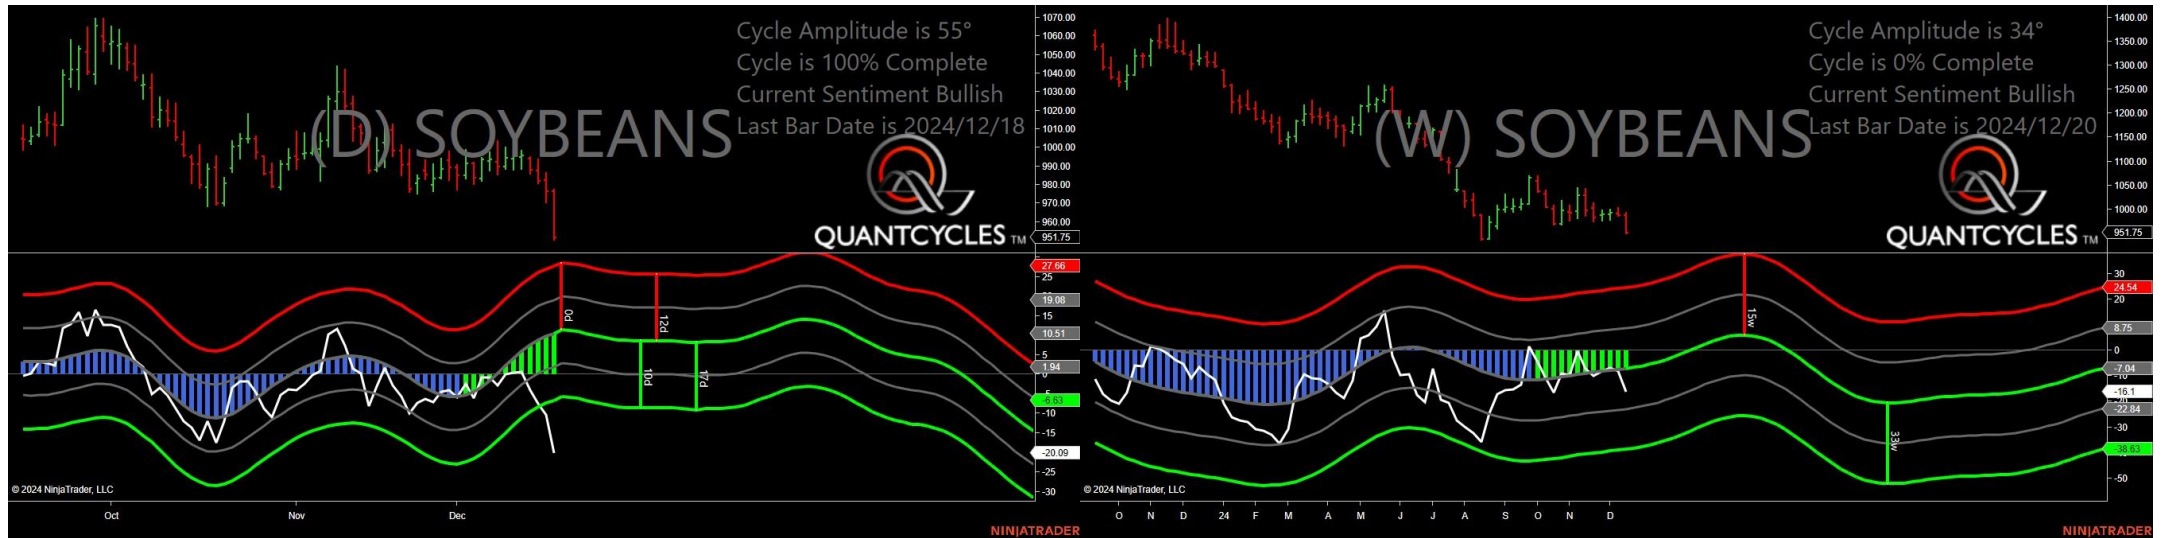 Cycle Amplitude is 55°
Cycle is 100% Complete
Current Sentiment Bullish
Last Bar Date is 2024/12/18
(D) SOYBEANS
QUANTCYCLES TM
1070.00
1060.00
1050.00
1040.00
1030.00
1020.00
1010.00
1000.00
990.00
980.00
970.00
960.00
951.75
27.66
25
19.08
15
10.51
5
1.94
0
-6.63
-10
-15
-20.09
-25
-30
0d
12d
10d
17d
© 2024 NinjaTrader, LLC
Oct Nov Dec
NINJATRADER
Cycle Amplitude is 34°
Cycle is 0% Complete
Current Sentiment Bullish
Last Bar Date is 2024/12/20
(W) SOYBEANS
QUANTCYCLES TM
1400.00
1350.00
1300.00
1250.00
1200.00
1150.00
1100.00
1050.00
1000.00
951.75
30
24.54
20
8.75
0
-7.04
-16.1
-22.84
-30
-38.63
-50
15w
33w
© 2024 NinjaTrader, LLC
O N D 24 F M A M J J A S O N D
NINJATRADER